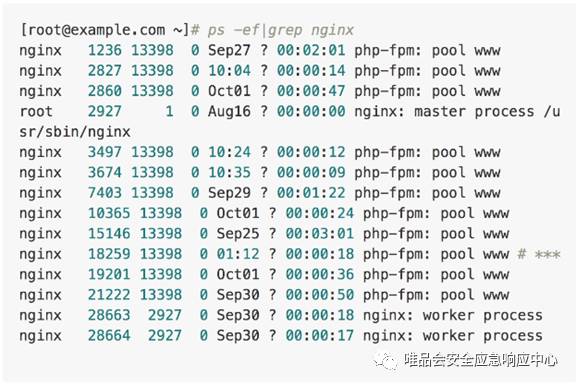 [root@example.com ~]# ps -ef|grep nginx
nginx 1236 13398 0 Sep27 ? 00:02:01 php-fpm: pool www
nginx 2827 13398 0 10:04 ? 00:00:14 php-fpm: pool www
nginx 2860 13398 0 Oct01 ? 00:00:47 php-fpm: pool www
root 2927 1 0 Aug16 ? 00:00:00 nginx: master process /u
sr/sbin/nginx
nginx 3497 13398 0 10:24 ? 00:00:12 php-fpm: pool www
nginx 3674 13398 0 10:35 ? 00:00:09 php-fpm: pool www
nginx 7403 13398 0 Sep29 ? 00:01:22 php-fpm: pool www
nginx 10365 13398 0 Oct01 ? 00:00:24 php-fpm: pool www
nginx 15146 13398 0 Sep25 ? 00:03:01 php-fpm: pool www
nginx 18259 13398 0 01:12 ? 00:00:18 php-fpm: pool www # ***
nginx 19201 13398 0 Oct01 ? 00:00:36 php-fpm: pool www
nginx 21222 13398 0 Sep30 ? 00:00:50 php-fpm: pool www
nginx 28663 2927 0 Sep30 ? 00:00:18 nginx: worker process
nginx 28664 2927 0 Sep30 ? 00:00:17 nginx: worker process
唯品会安全应急响应中心